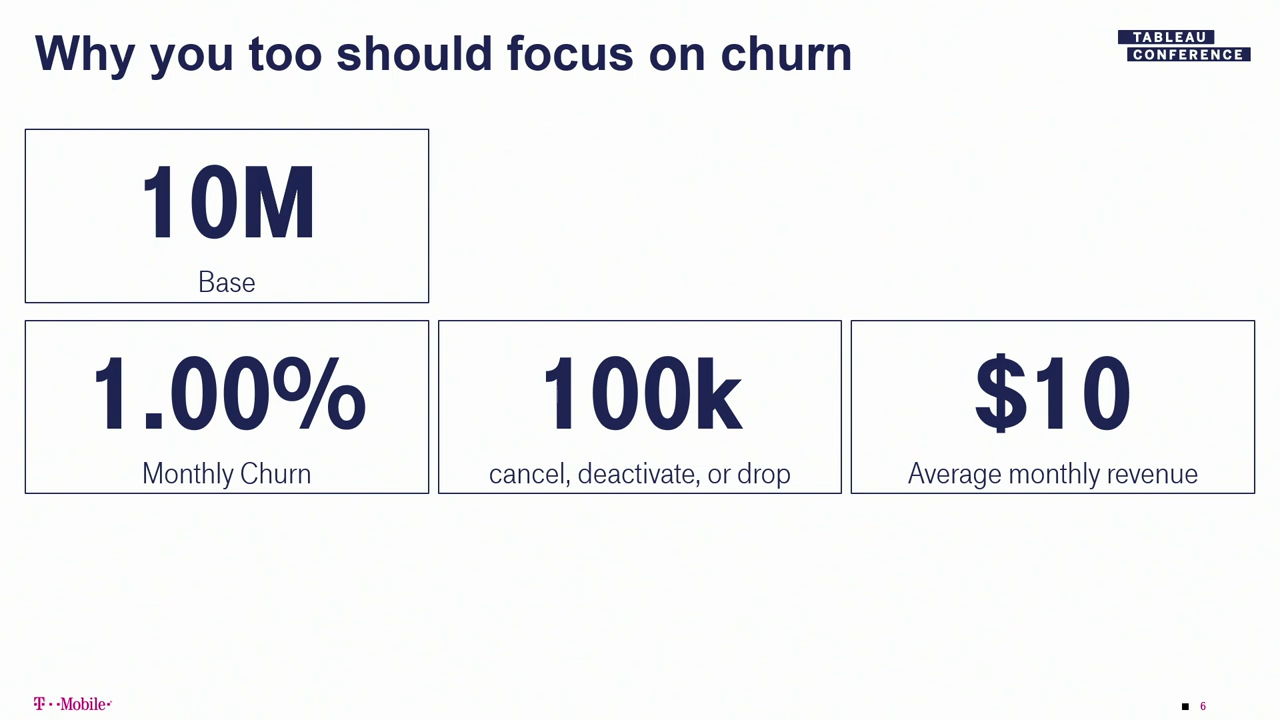 Why you too should focus on churn
TABLEAU
CONFERENCE
10M
Base
1.00%
Monthly Churn
100k
cancel, deactivate, or drop
$10
Average monthly revenue
T··Mobile·
6